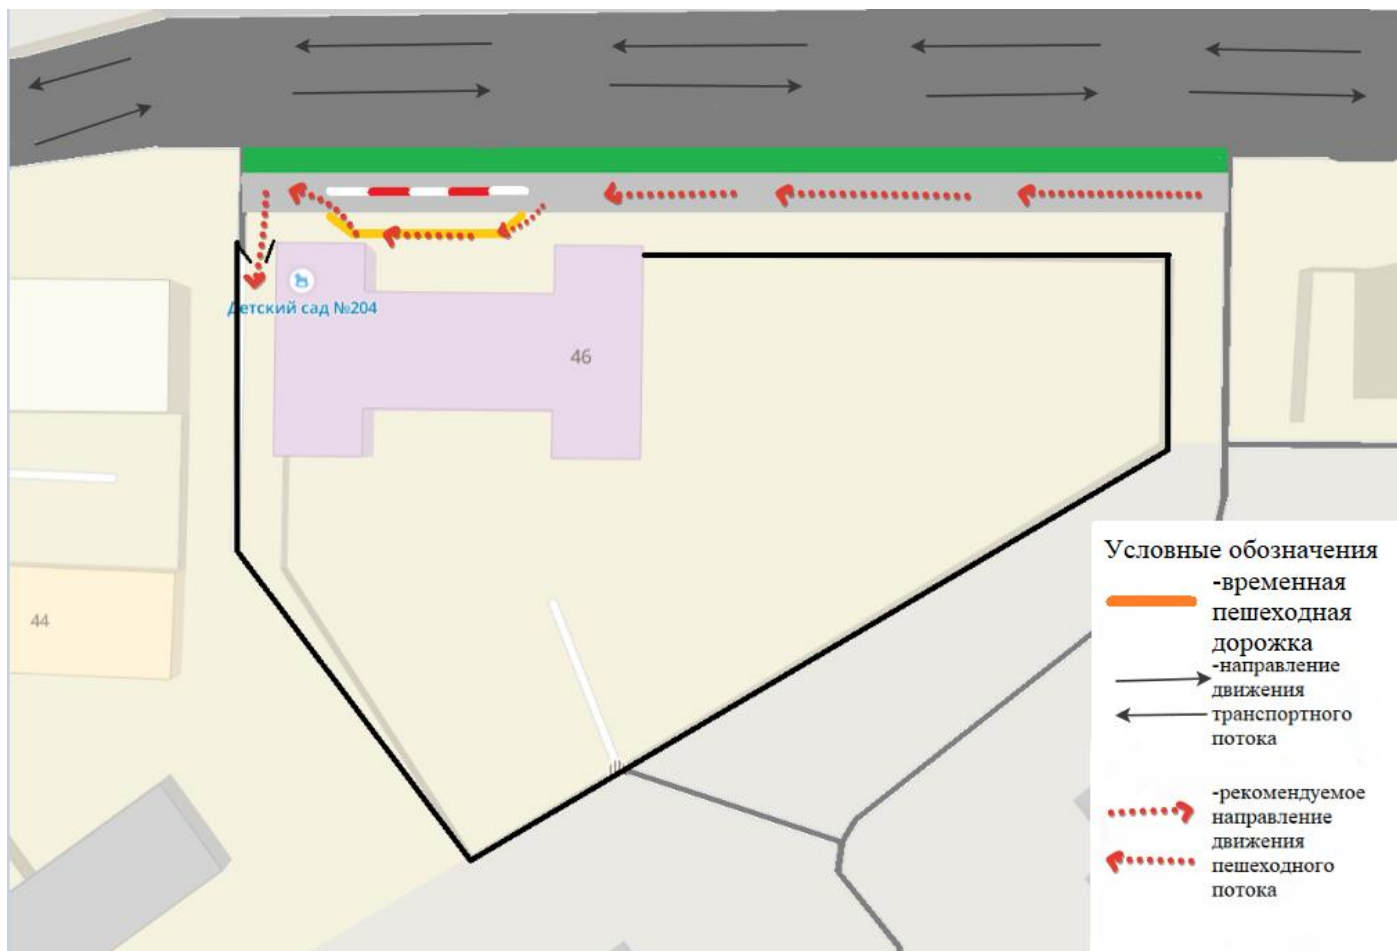 Детский сад №204
46
44
Условные обозначения
-временная
пешеходная
дорожка
-направление
движения
транспортного
потока
-рекомендуемое
направление
движения
пешеходного
потока